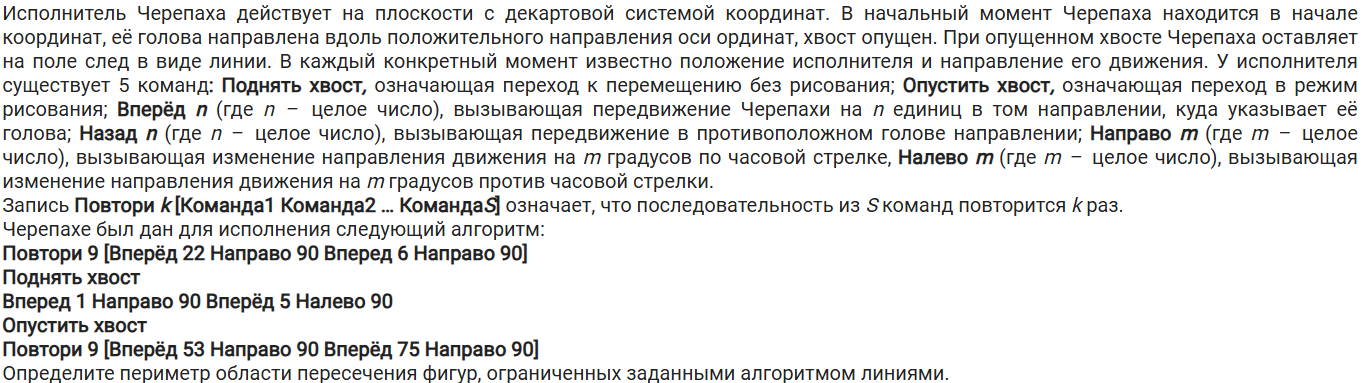 Исполнитель Черепаха действует на плоскости с декартовой системой координат. В начальный момент Черепаха находится в начале
координат, её голова направлена вдоль положительного направления оси ординат, хвост опущен. При опущенном хвосте Черепаха оставляет
на поле след в виде линии. В каждый конкретный момент известно положение исполнителя и направление его движения. У исполнителя
существует 5 команд: Поднять хвост, означающая переход к перемещению без рисования; Опустить хвост, означающая переход в режим
рисования; Вперёд n (где n – целое число), вызывающая передвижение Черепахи на n единиц в том направлении, куда указывает её
голова; Назад n (где n – целое число), вызывающая передвижение в противоположном голове направлении; Направо m (где m – целое
число), вызывающая изменение направления движения на m градусов по часовой стрелке, Налево m (где m – целое число), вызывающая
изменение направления движения на m градусов против часовой стрелки.
Запись Повтори k [Команда1 Команда2 … КомандаS] означает, что последовательность из S команд повторится k раз.
Черепахе был дан для исполнения следующий алгоритм:
Повтори 9 [Вперёд 22 Направо 90 Вперед 6 Направо 90]
Поднять хвост
Вперед 1 Направо 90 Вперёд 5 Налево 90
Опустить хвост
Повтори 9 [Вперёд 53 Направо 90 Вперёд 75 Направо 90]
Определите периметр области пересечения фигур, ограниченных заданными алгоритмом линиями.